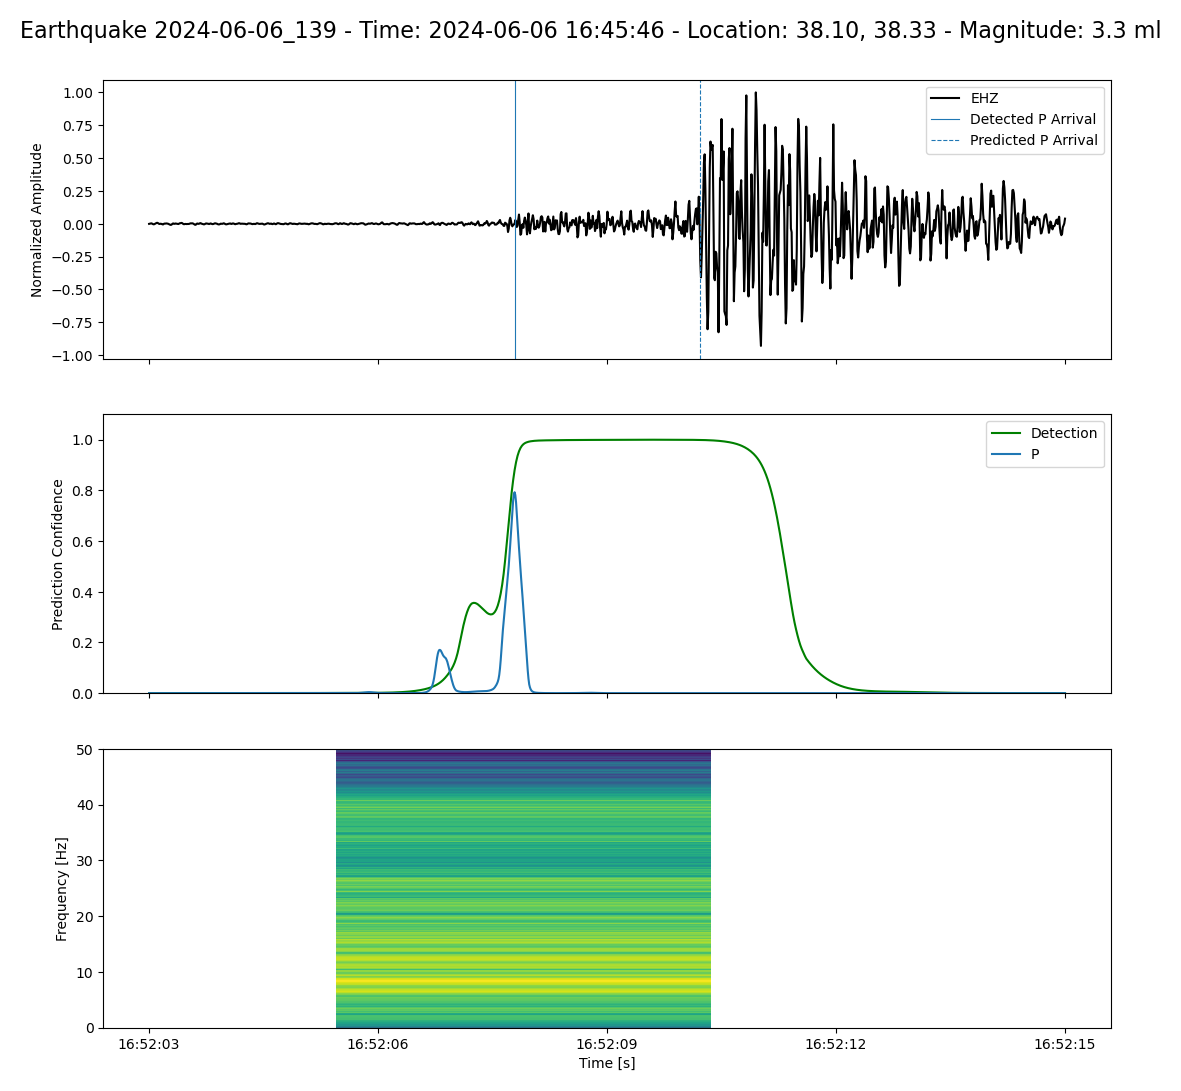 Earthquake 2024-06-06_139 - Time: 2024-06-06 16:45:46 - Location: 38.10, 38.33 - Magnitude: 3.3 ml
Normalized Amplitude
1.00
0.75
0.50
0.25
0.00
−0.25
−0.50
−0.75
−1.00
EHZ
Detected P Arrival
Predicted P Arrival
Prediction Confidence
1.0
0.8
0.6
0.4
0.2
0.0
Detection
P
Frequency [Hz]
50
40
30
20
10
0
16:52:03
16:52:06
16:52:09
16:52:12
16:52:15
Time [s]